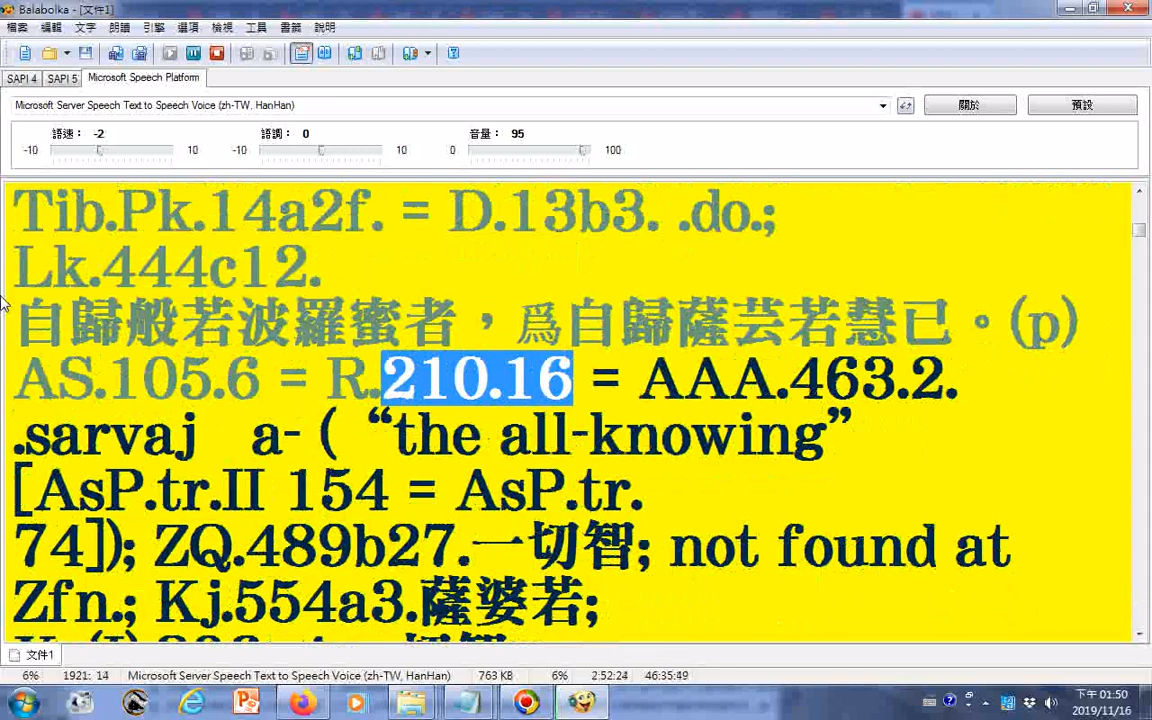 Balabolka - [文件1]
檔案 編輯 文字 朗讀 引擎 選項 檢視 工具 書籤 說明
SAPI 4 SAPI 5 Microsoft Speech Platform
Microsoft Server Speech Text to Speech Voice (zh-TW, HanHan) 關於 預設
語速： -2 語調： 0 音量： 95
-10 10 -10 10 0 100
Tib.Pk.14a2f. = D.13b3. .do.;
Lk.444c12.
自歸般若波羅蜜者，爲自歸薩芸若慧已。(p)
AS.105.6 = R.210.16 = AAA.463.2.
.sarvaj a- ( “the all-knowing”
[AsP.tr.II 154 = AsP.tr.
74]); ZQ.489b27.一切智; not found at
Zfn.; Kj.554a3.薩婆若;
文件1
6% 1921: 14 Microsoft Server Speech Text to Speech Voice (zh-TW, HanHan) 763 KB 6% 2:52:24 46:35:49
下午 01:50
2019/11/16